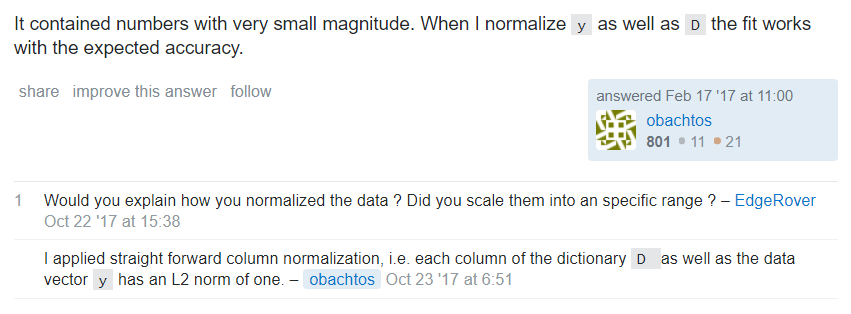 It contained numbers with very small magnitude. When I normalize y as well as D the fit works
with the expected accuracy.
share improve this answer follow
answered Feb 17 '17 at 11:00
obachtos
801 11 21
1 Would you explain how you normalized the data ? Did you scale them into an specific range ? – EdgeRover
Oct 22 '17 at 15:38
I applied straight forward column normalization, i.e. each column of the dictionary D as well as the data
vector y has an L2 norm of one. – obachtos Oct 23 '17 at 6:51